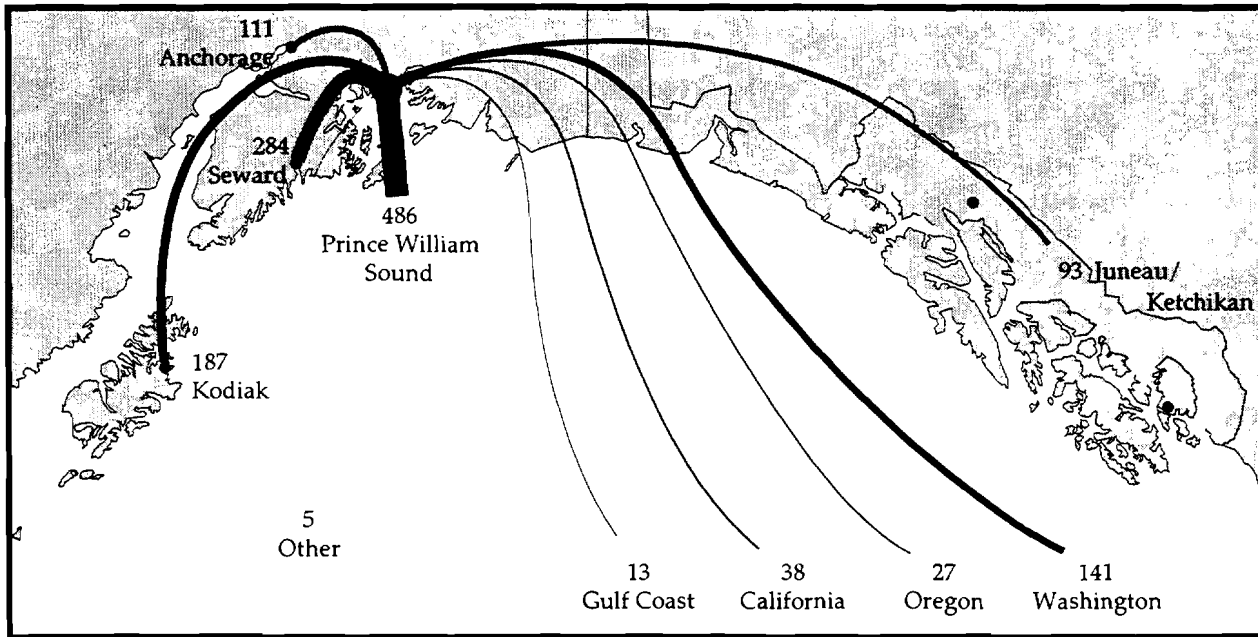 111
Anchorage
284
Seward
486
Prince William
Sound
93 Juneau/
Ketchikan
187
Kodiak
5
Other
13
Gulf Coast
38
California
27
Oregon
141
Washington